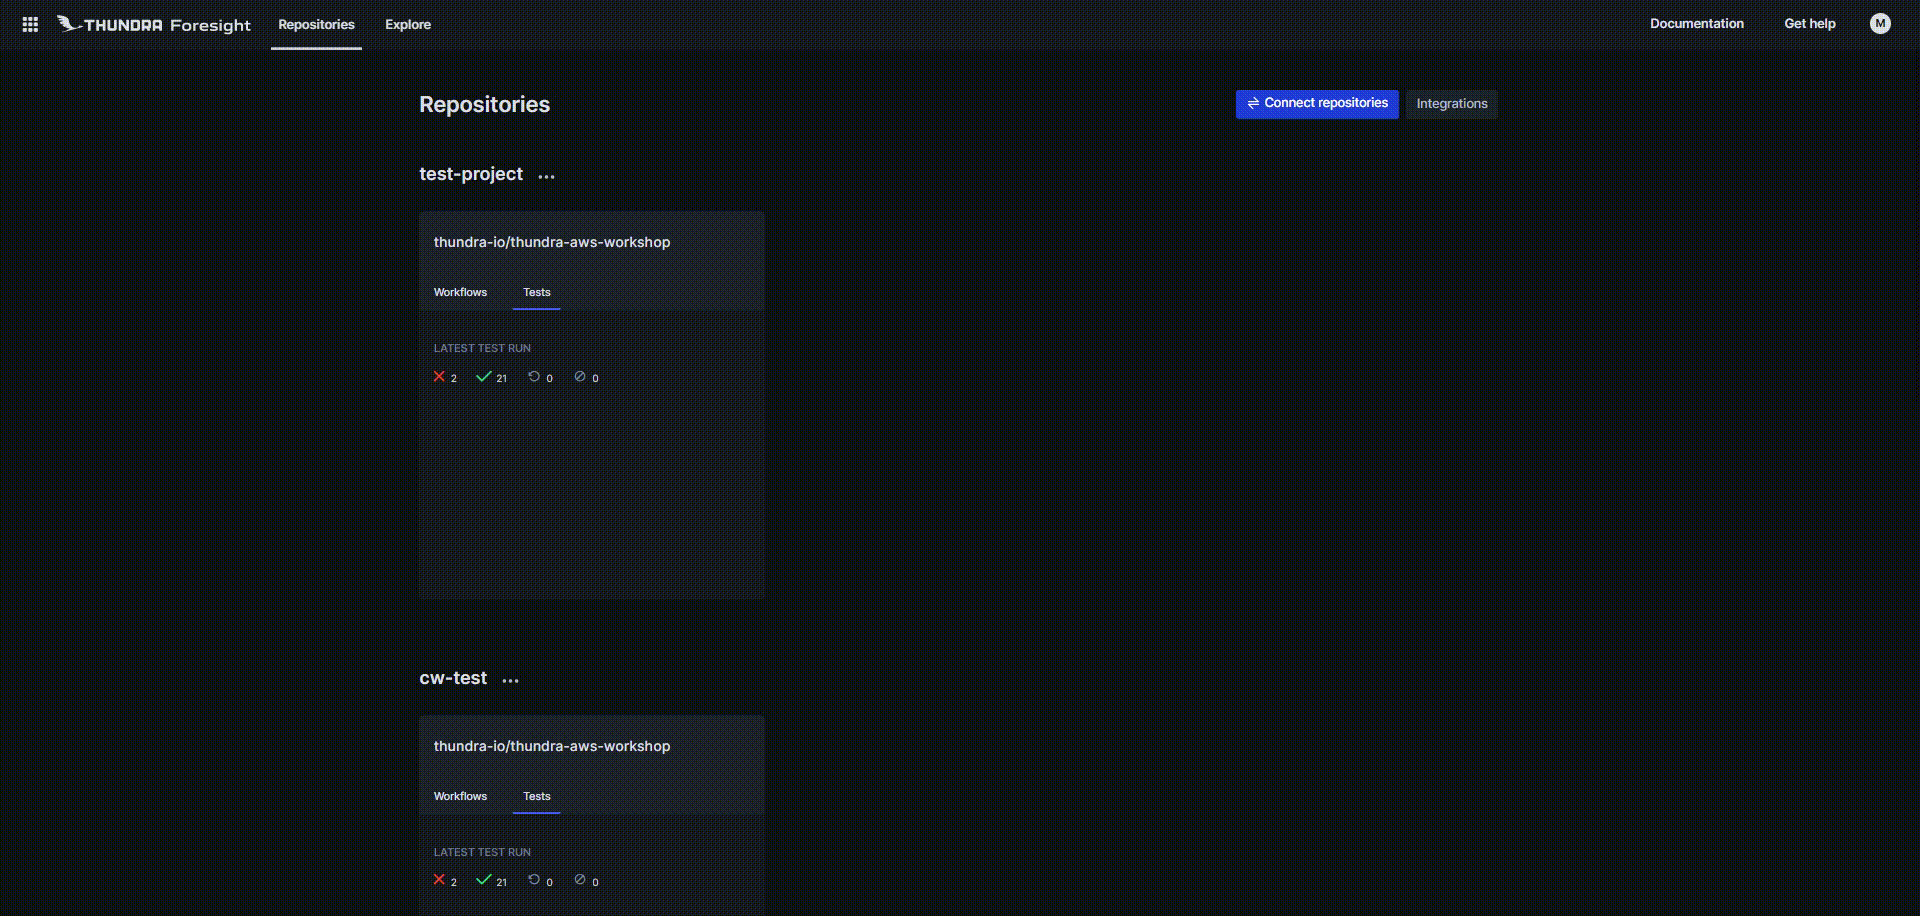 THUNDRA Foresight Repositories Explore Documentation Get help M
Repositories Connect repositories Integrations
test-project ...
thundra-io/thundra-aws-workshop
Workflows Tests
LATEST TEST RUN
2 21 0 0
cw-test ...
thundra-io/thundra-aws-workshop
Workflows Tests
LATEST TEST RUN
2 21 0 0